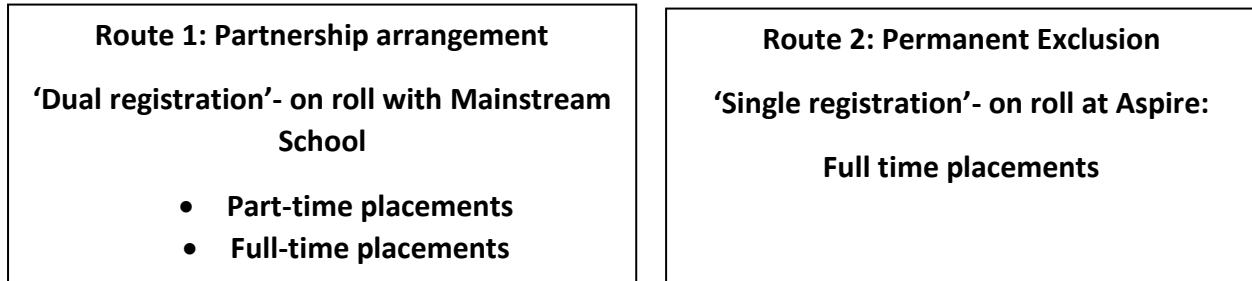 Route 1: Partnership arrangement
‘Dual registration’- on roll with Mainstream
School
• Part-time placements
• Full-time placements
Route 2: Permanent Exclusion
‘Single registration’- on roll at Aspire:
Full time placements